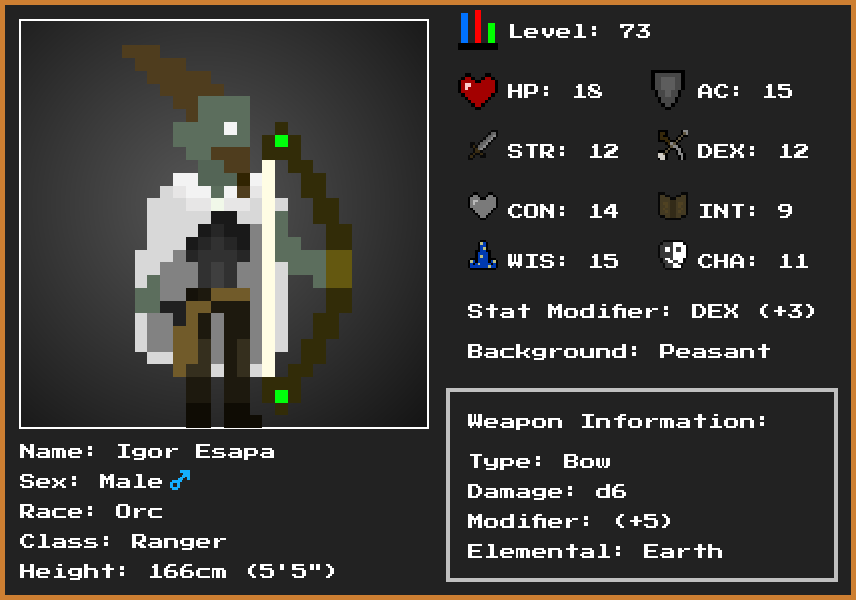 Level: 73
HP: 18
AC: 15
STR: 12
DEX: 12
CON: 14
INT: 9
WIS: 15
CHA: 11
Stat Modifier: DEX (+3)
Background: Peasant
Weapon Information:
Type: Bow
Damage: d6
Modifier: (+5)
Elemental: Earth
Name: Igor Esapa
Sex: Male ♂
Race: Orc
Class: Ranger
Height: 166cm (5'5")